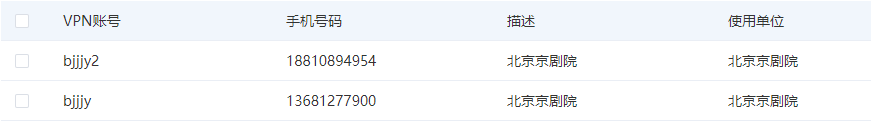 VPN账号 手机号码 描述 使用单位
bjjjy2 18810894954 北京京剧院 北京京剧院
bjjjy 13681277900 北京京剧院 北京京剧院